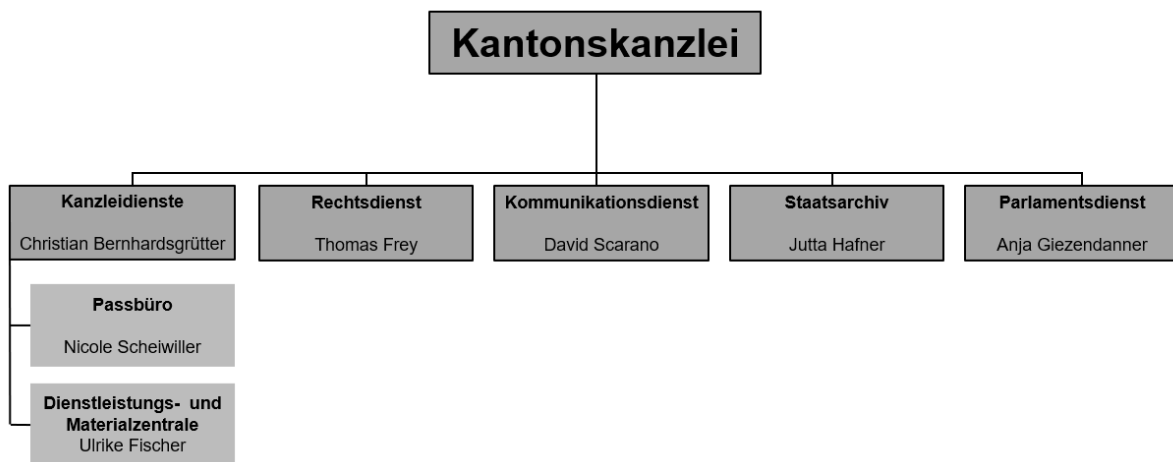 Kantonskanzlei
Kanzleidienste
Christian Bernhardsgrütter
Rechtsdienst
Thomas Frey
Kommunikationsdienst
David Scarano
Staatsarchiv
Jutta Hafner
Parlamentsdienst
Anja Giezendanner
Passbüro
Nicole Scheiwiller
Dienstleistungs- und
Materialzentrale
Ulrike Fischer